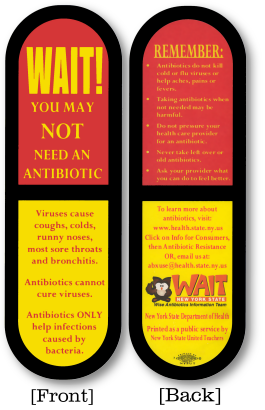 WAIT!
YOU MAY
NOT
NEED AN
ANTIBIOTIC
Viruses cause
coughs, colds,
runny noses,
most sore throats
and bronchitis.
Antibiotics cannot
cure viruses.
Antibiotics ONLY
help infections
caused by
bacteria.
[Front]
REMEMBER:
• Antibiotics do not kill
cold or flu viruses or
help aches, pains or
fevers.
• Taking antibiotics when
not needed may be
harmful.
• Do not pressure your
health care provider
for an antibiotic.
• Never take left over or
old antibiotics.
• Ask your provider what
you can do to feel better.
To learn more about
antibiotics, visit:
www.health.state.ny.us
Click on Info for Consumers,
then Antibiotic Resistance
OR, email us at:
abxuse@health.state.ny.us
WAIT
NEW YORK STATE
Wise Antibiotics Information Team
New York State Department of Health
Printed as a public service by
New York State United Teachers
[Back]